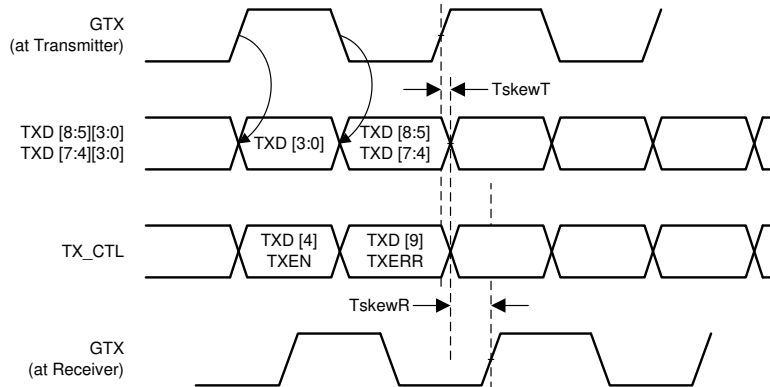 GTX
(at Transmitter)
TskewT
TXD [8:5][3:0]
TXD [7:4][3:0]
TXD [3:0]
TXD [8:5]
TXD [7:4]
TX_CTL
TXD [4]
TXEN
TXD [9]
TXERR
TskewR
GTX
(at Receiver)